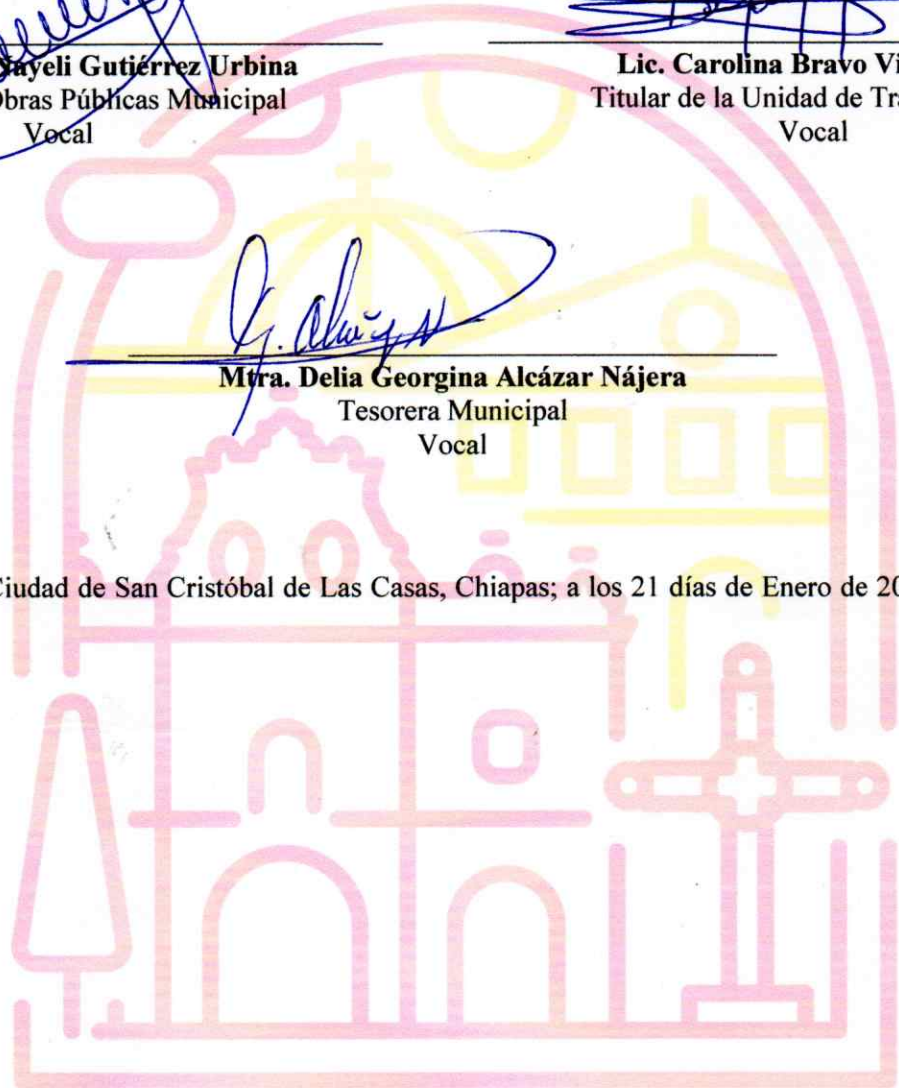 Nayeli Gutiérrez Urbina
Obras Públicas Municipal
Vocal
Lic. Carolina Bravo Vi
Titular de la Unidad de Tra
Vocal
Mtra. Delia Georgina Alcázar Nájera
Tesorera Municipal
Vocal
Ciudad de San Cristóbal de Las Casas, Chiapas; a los 21 días de Enero de 20